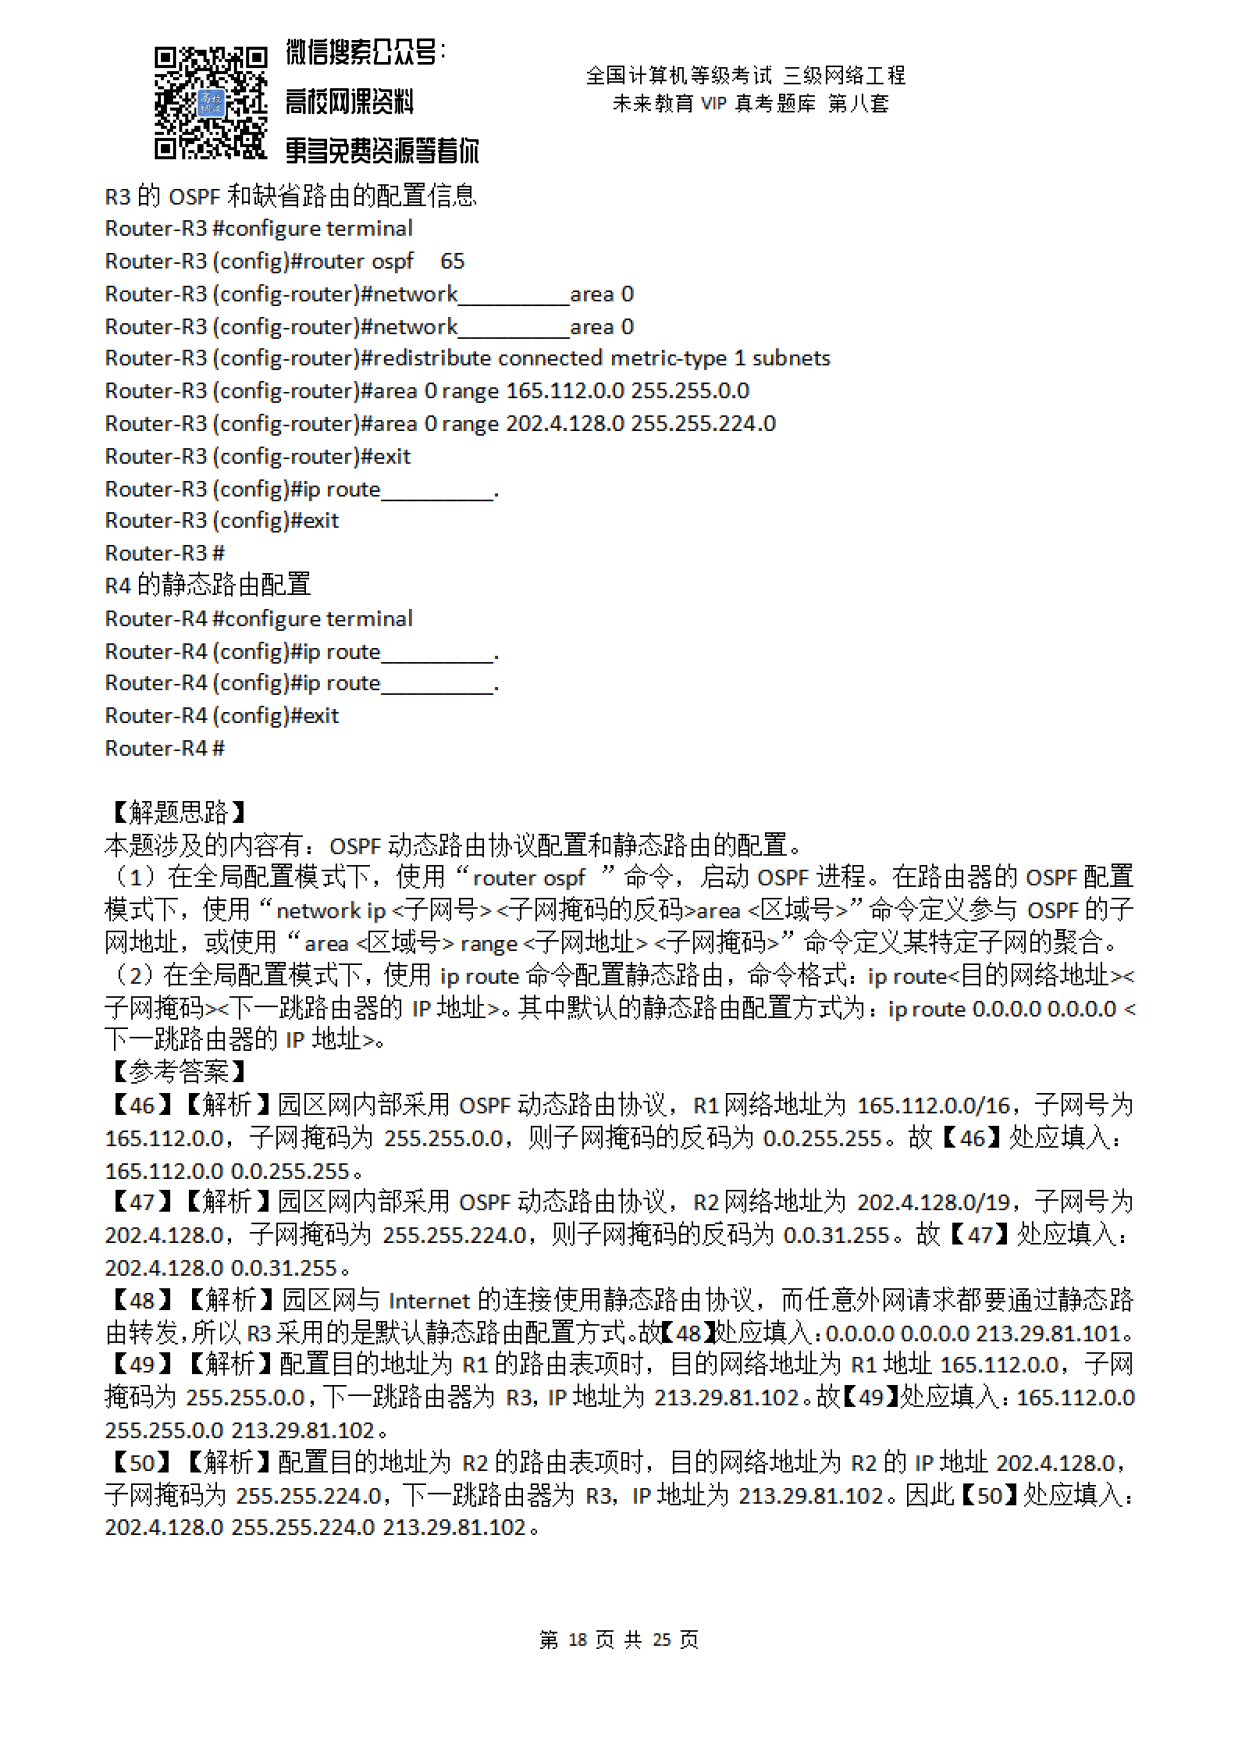 微信搜索公众号：
高校网课资料
更多免费资源等着你
高校
网课
全国计算机等级考试 三级网络工程
未来教育 VIP 真考题库 第八套
R3 的 OSPF 和缺省路由的配置信息
Router-R3 #configure terminal
Router-R3 (config)#router ospf 65
Router-R3 (config-router)#network_________area 0
Router-R3 (config-router)#network_________area 0
Router-R3 (config-router)#redistribute connected metric-type 1 subnets
Router-R3 (config-router)#area 0 range 165.112.0.0 255.255.0.0
Router-R3 (config-router)#area 0 range 202.4.128.0 255.255.224.0
Router-R3 (config-router)#exit
Router-R3 (config)#ip route_________.
Router-R3 (config)#exit
Router-R3 #
R4 的静态路由配置
Router-R4 #configure terminal
Router-R4 (config)#ip route_________.
Router-R4 (config)#ip route_________.
Router-R4 (config)#exit
Router-R4 #
【解题思路】
本题涉及的内容有：OSPF 动态路由协议配置和静态路由的配置。
（1）在全局配置模式下，使用“router ospf ”命令，启动 OSPF 进程。在路由器的 OSPF 配置
模式下，使用“network ip <子网号> <子网掩码的反码>area <区域号>”命令定义参与 OSPF 的子
网地址，或使用“area <区域号> range <子网地址> <子网掩码>”命令定义某特定子网的聚合。
（2）在全局配置模式下，使用 ip route 命令配置静态路由，命令格式：ip route<目的网络地址><
子网掩码><下一跳路由器的 IP 地址>。其中默认的静态路由配置方式为：ip route 0.0.0.0 0.0.0.0 <
下一跳路由器的 IP 地址>。
【参考答案】
【46】【解析】园区网内部采用 OSPF 动态路由协议，R1 网络地址为 165.112.0.0/16，子网号为
165.112.0.0，子网掩码为 255.255.0.0，则子网掩码的反码为 0.0.255.255。故【46】处应填入：
165.112.0.0 0.0.255.255。
【47】【解析】园区网内部采用 OSPF 动态路由协议，R2 网络地址为 202.4.128.0/19，子网号为
202.4.128.0，子网掩码为 255.255.224.0，则子网掩码的反码为 0.0.31.255。故【47】处应填入：
202.4.128.0 0.0.31.255。
【48】【解析】园区网与 Internet 的连接使用静态路由协议，而任意外网请求都要通过静态路
由转发，所以 R3 采用的是默认静态路由配置方式。故【48】处应填入：0.0.0.0 0.0.0.0 213.29.81.101。
【49】【解析】配置目的地址为 R1 的路由表项时，目的网络地址为 R1 地址 165.112.0.0，子网
掩码为 255.255.0.0，下一跳路由器为 R3，IP 地址为 213.29.81.102。故【49】处应填入：165.112.0.0
255.255.0.0 213.29.81.102。
【50】【解析】配置目的地址为 R2 的路由表项时，目的网络地址为 R2 的 IP 地址 202.4.128.0，
子网掩码为 255.255.224.0，下一跳路由器为 R3，IP 地址为 213.29.81.102。因此【50】处应填入：
202.4.128.0 255.255.224.0 213.29.81.102。
第 18 页 共 25 页